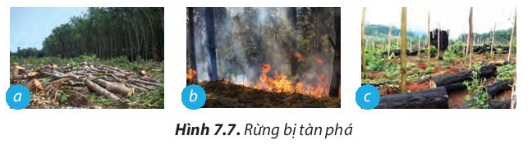 a
b
c
Hình 7.7. Rừng bị tàn phá